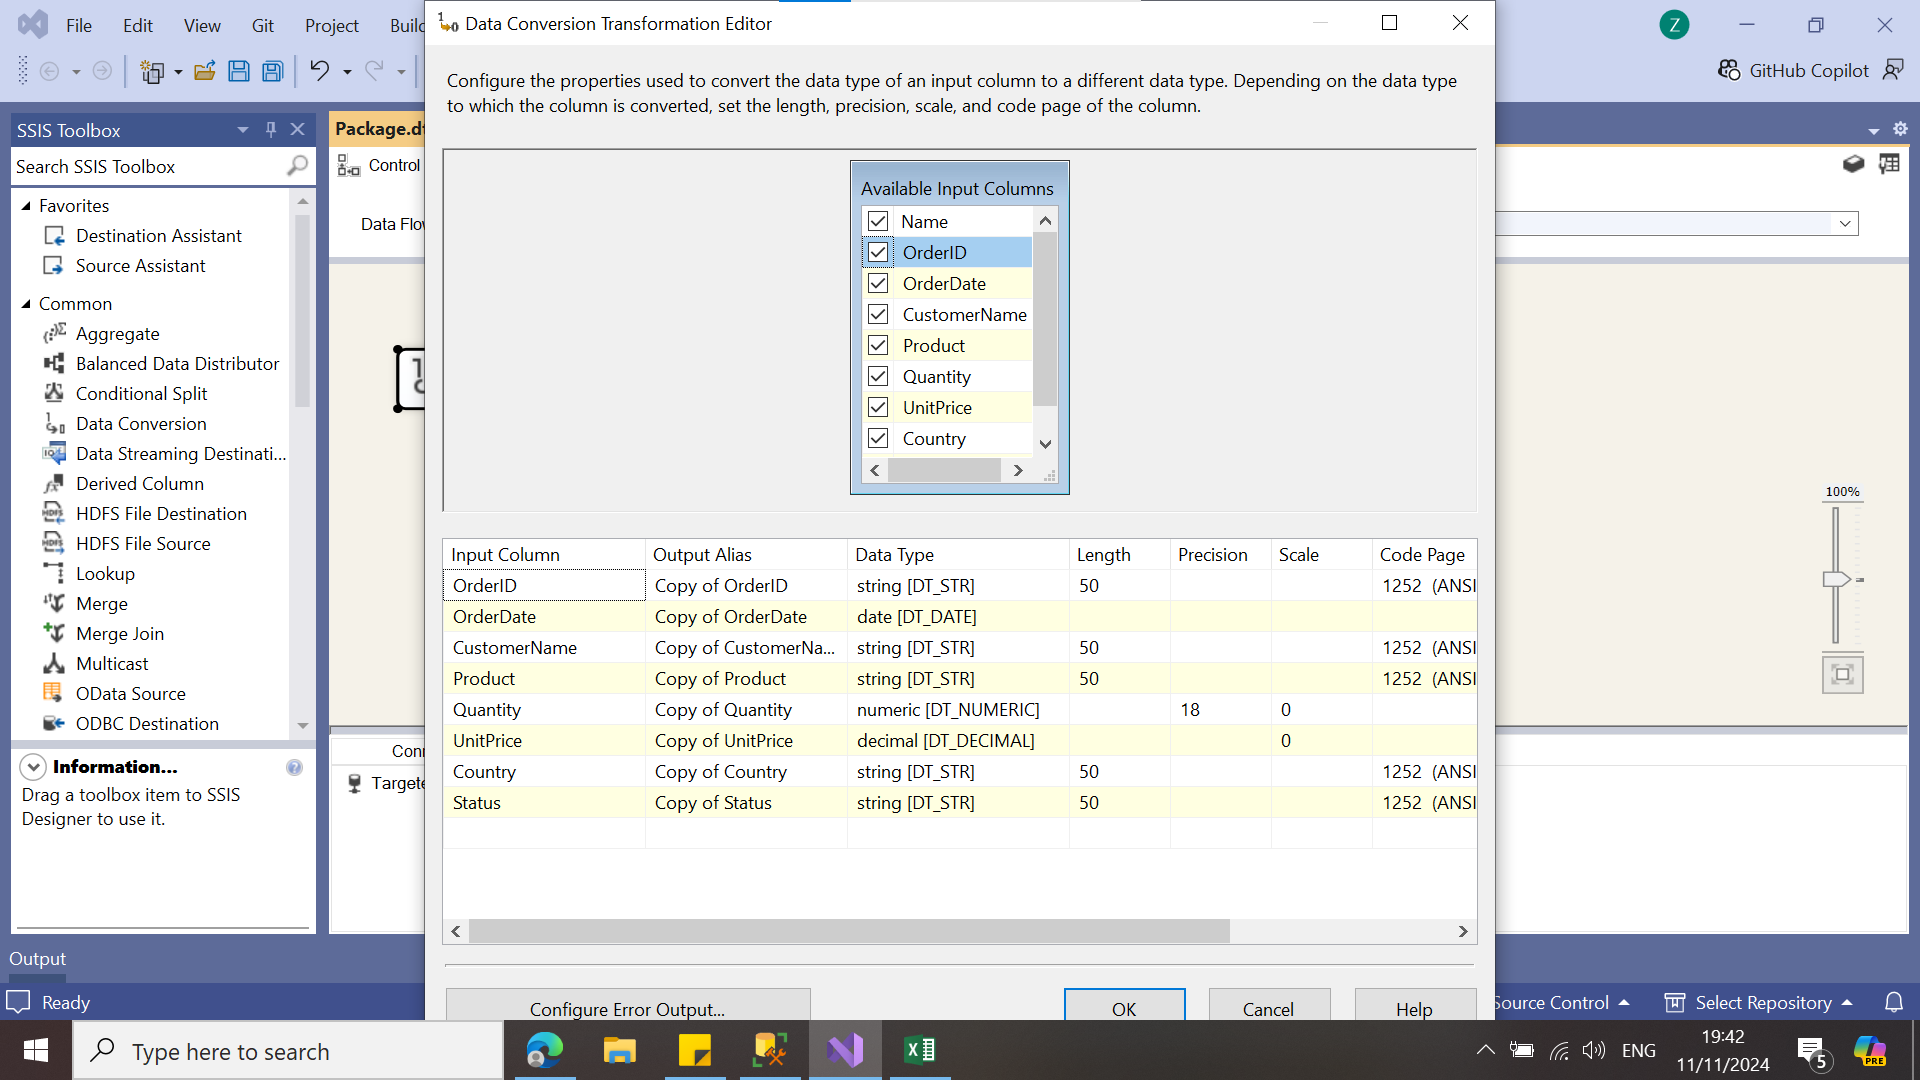 File Edit View Git Project
Data Conversion Transformation Editor
Z
GitHub Copilot
Configure the properties used to convert the data type of an input column to a different data type. Depending on the data type
to which the column is converted, set the length, precision, scale, and code page of the column.
SSIS Toolbox
Search SSIS Toolbox
Favorites
Destination Assistant
Source Assistant
Common
Aggregate
Balanced Data Distributor
Conditional Split
Data Conversion
Data Streaming Destinati...
Derived Column
HDFS File Destination
HDFS File Source
Lookup
Merge
Merge Join
Multicast
OData Source
ODBC Destination
Information...
Drag a toolbox item to SSIS
Designer to use it.
Control
Available Input Columns
Name
OrderID
OrderDate
CustomerName
Product
Quantity
UnitPrice
Country
100%
Input Column Output Alias Data Type Length Precision Scale Code Page
OrderID Copy of OrderID string [DT_STR] 50 1252 (ANSI
OrderDate Copy of OrderDate date [DT_DATE]
CustomerName Copy of CustomerNa... string [DT_STR] 50 1252 (ANSI
Product Copy of Product string [DT_STR] 50 1252 (ANSI
Quantity Copy of Quantity numeric [DT_NUMERIC] 18 0
UnitPrice Copy of UnitPrice decimal [DT_DECIMAL] 0
Country Copy of Country string [DT_STR] 50 1252 (ANSI
Status Copy of Status string [DT_STR] 50 1252 (ANSI
Configure Error Output... OK Cancel Help
Output
Ready
Source Control Select Repository
Type here to search
ENG
19:42
11/11/2024
5
PRE